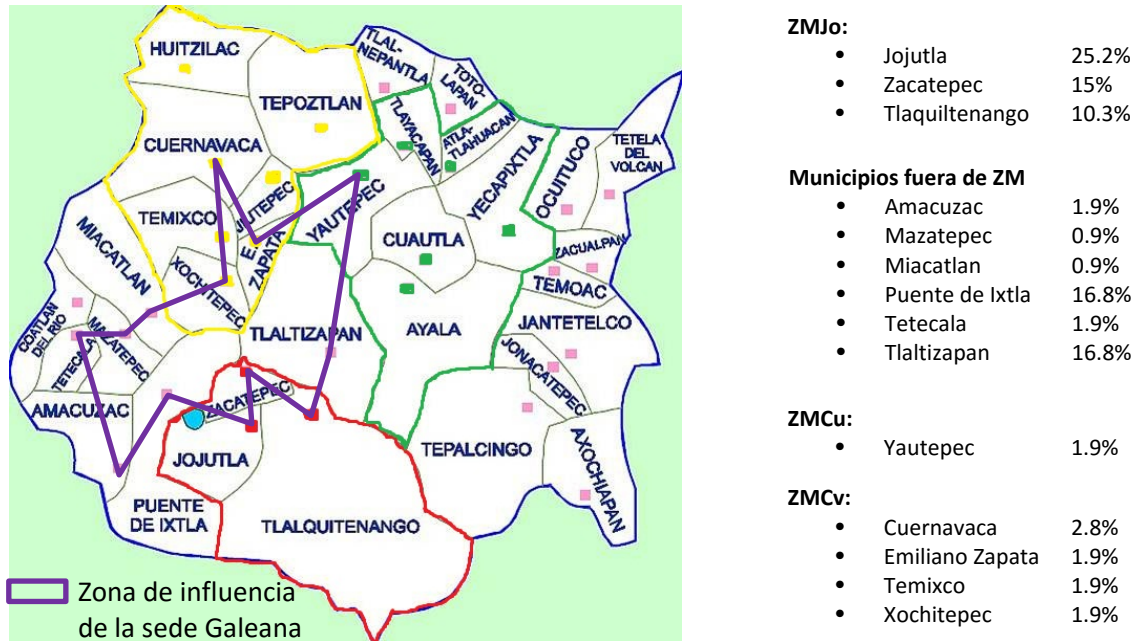 HUITZILAC
TLAL-
NEPANTLA
TOTO-
LAPAN
TEPOZTLAN
TLAYACAPAN
ATLA-
TLAHUACAN
CUERNAVACA
JIUTEPEC
YAUTEPEC
YECAPIXTLA
OCUITUCO
TETELA
DEL
VOLCAN
TEMIXCO
E.
ZAPATA
CUAUTLA
ZACUALPAN
MIACATLAN
XOCHITEPEC
TEMOAC
COATLAN
DEL RIO
MAZATEPEC
TETECALA
TLALTIZAPAN
AYALA
JANTETELCO
JONACATEPEC
AMACUZAC
ZACATEPEC
JOJUTLA
TEPALCINGO
AXOCHIAPAN
PUENTE
DE IXTLA
TLALQUITENANGO
Zona de influencia
de la sede Galeana
ZMJo:
• Jojutla 25.2%
• Zacatepec 15%
• Tlaquiltenango 10.3%
Municipios fuera de ZM
• Amacuzac 1.9%
• Mazatepec 0.9%
• Miacatlan 0.9%
• Puente de Ixtla 16.8%
• Tetecala 1.9%
• Tlaltizapan 16.8%
ZMCu:
• Yautepec 1.9%
ZMCv:
• Cuernavaca 2.8%
• Emiliano Zapata 1.9%
• Temixco 1.9%
• Xochitepec 1.9%